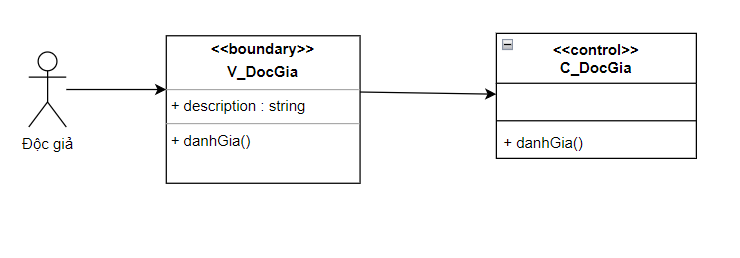 <<boundary>>
V_DocGia
+ description : string
+ danhGia()
<<control>>
C_DocGia
+ danhGia()
Độc giả